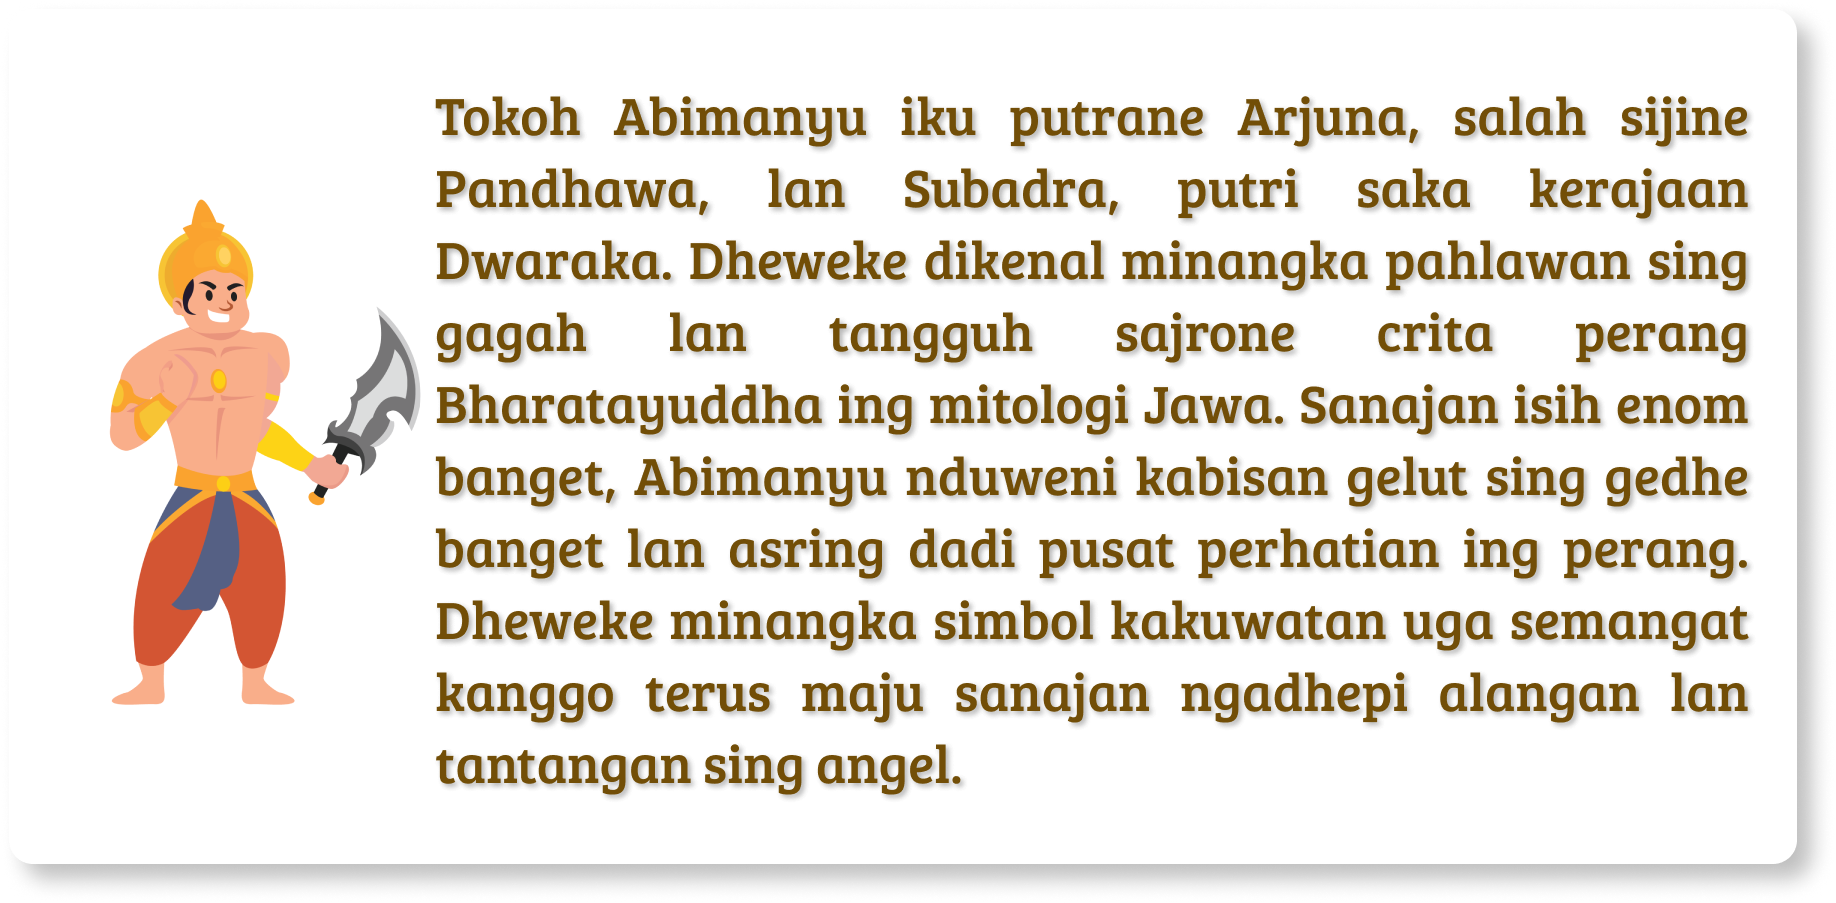 Tokoh Abimanyu iku putrane Arjuna, salah sijine
Pandhawa, lan Subadra, putri saka kerajaan
Dwaraka. Dheweke dikenal minangka pahlawan sing
gagah lan tangguh sajrone crita perang
Bharatayuddha ing mitologi Jawa. Sanajan isih enom
banget, Abimanyu nduweni kabisan gelut sing gedhe
banget lan asring dadi pusat perhatian ing perang.
Dheweke minangka simbol kakuwatan uga semangat
kanggo terus maju sanajan ngadhepi alangan lan
tantangan sing angel.